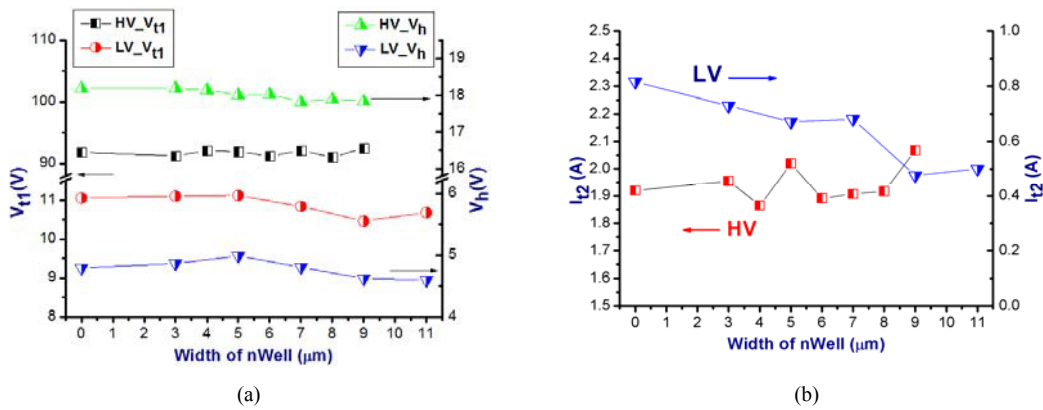 HV_Vt1
LV_Vt1
HV_Vh
LV_Vh
110
100
90
11
10
9
8
Vt1(V)
19
18
17
16
6
5
4
Vh(V)
0 1 2 3 4 5 6 7 8 9 10 11
Width of nWell (μm)
(a)
2.5
2.4
2.3
2.2
2.1
2.0
1.9
1.8
1.7
1.6
1.5
It2 (A)
LV
HV
1.0
0.8
0.6
0.4
0.2
0.0
It2 (A)
0 1 2 3 4 5 6 7 8 9 10 11
Width of nWell (μm)
(b)